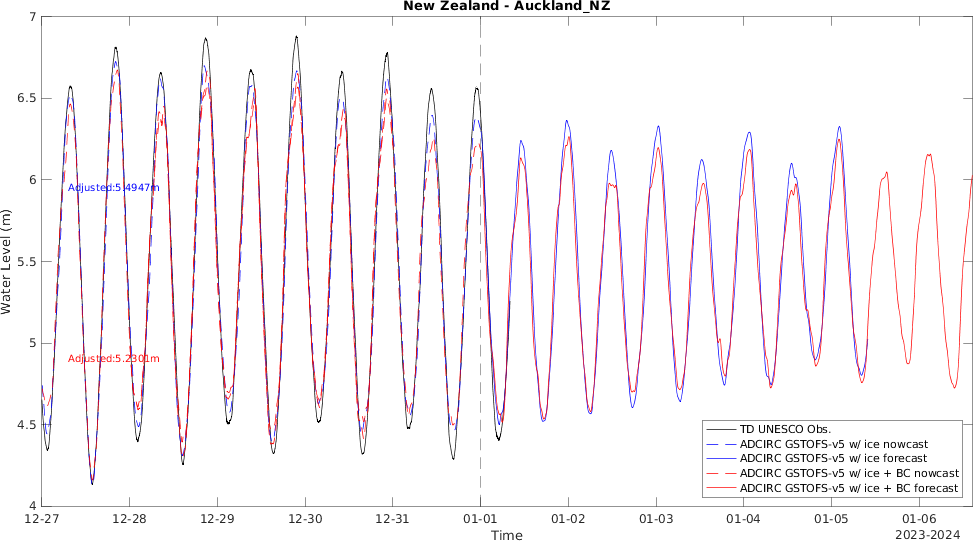 New Zealand - Auckland_NZ
7
6.5
6
5.5
5
4.5
4
Water Level (m)
Adjusted:5.4947m
Adjusted:5.2301m
TD UNESCO Obs.
ADCIRC GSTOFS-v5 w/ ice nowcast
ADCIRC GSTOFS-v5 w/ ice forecast
ADCIRC GSTOFS-v5 w/ ice + BC nowcast
ADCIRC GSTOFS-v5 w/ ice + BC forecast
12-27 12-28 12-29 12-30 12-31 01-01 01-02 01-03 01-04 01-05 01-06
Time
2023-2024